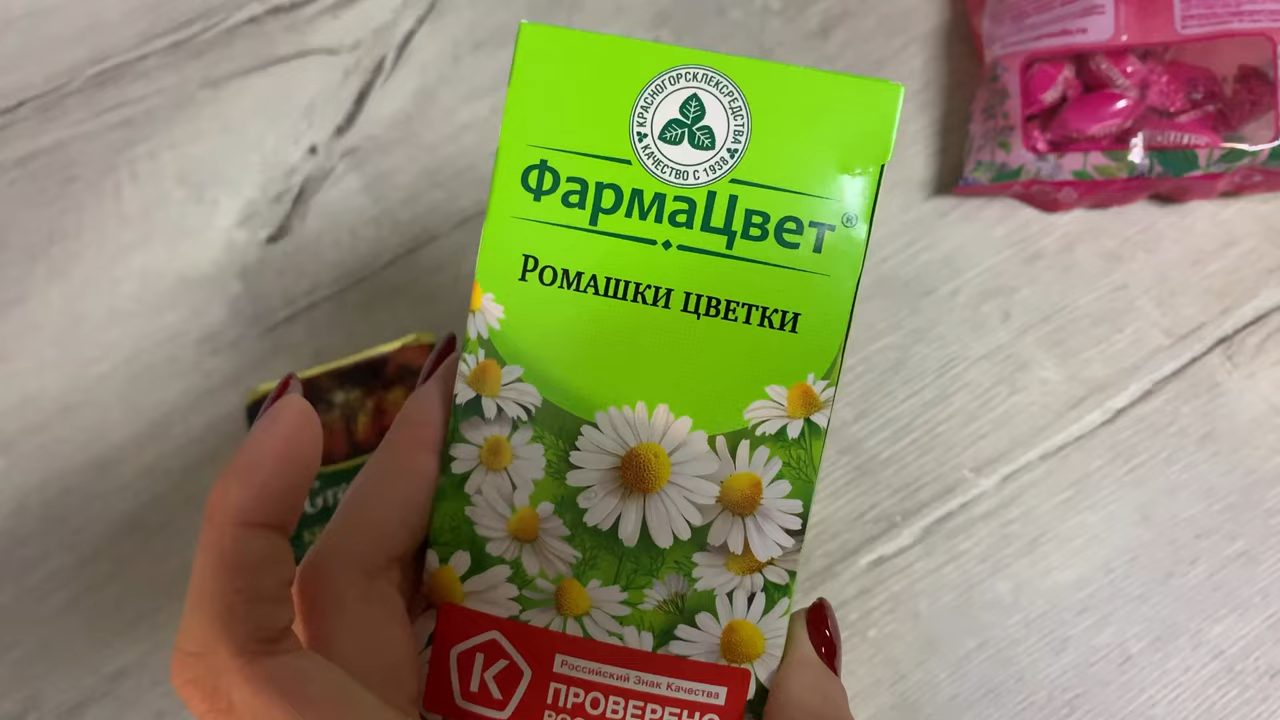 КРАСНОГОРСКЛЕКСРЕДСТВА
КАЧЕСТВО С 1938
ФармаЦвет®
Ромашки цветки
К
Российский Знак Качества
ПРОВЕРЕНО